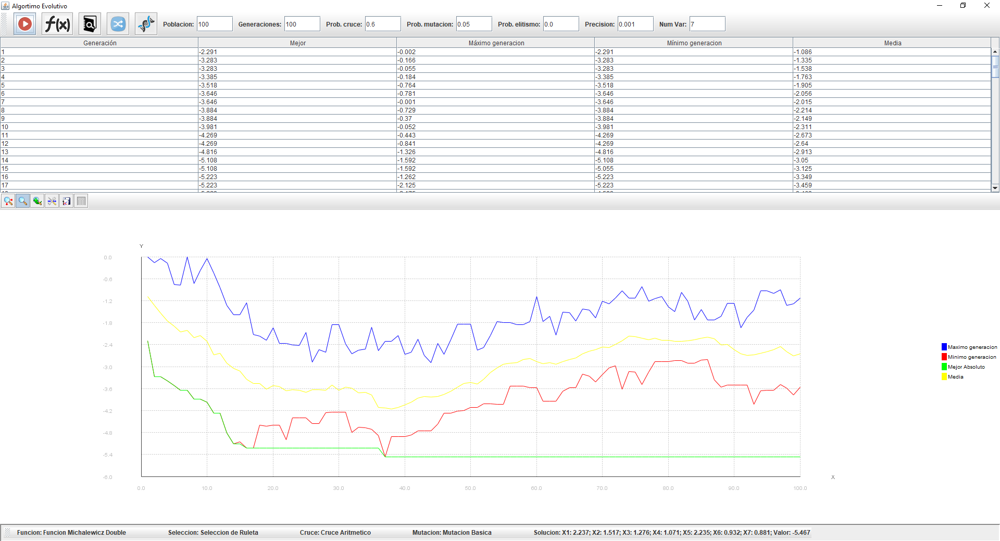 Algortimo Evolutivo
f(x) Poblacion: 100 Generaciones: 100 Prob. cruce: 0.6 Prob. mutacion: 0.05 Prob. elitismo: 0.0 Precision: 0.001 Num Var: 7
Generación Mejor Máximo generacion Mínimo generacion Media
1 -2.291 -0.002 -2.291 -1.086
2 -3.283 -0.166 -3.283 -1.335
3 -3.283 -0.055 -3.283 -1.538
4 -3.385 -0.184 -3.385 -1.763
5 -3.518 -0.764 -3.518 -1.905
6 -3.646 -0.781 -3.646 -2.056
7 -3.646 -0.001 -3.646 -2.015
8 -3.884 -0.729 -3.884 -2.214
9 -3.884 -0.37 -3.884 -2.149
10 -3.981 -0.052 -3.981 -2.311
11 -4.269 -0.443 -4.269 -2.673
12 -4.269 -0.841 -4.269 -2.64
13 -4.816 -1.326 -4.816 -2.913
14 -5.108 -1.592 -5.108 -3.05
15 -5.108 -1.592 -5.055 -3.125
16 -5.223 -1.262 -5.223 -3.349
17 -5.223 -2.125 -5.223 -3.459
Y
0.0
-0.6
-1.2
-1.8
-2.4
-3.0
-3.6
-4.2
-4.8
-5.4
-6.0
X
0.0 10.0 20.0 30.0 40.0 50.0 60.0 70.0 80.0 90.0 100.0
Maximo generacion
Minimo generacion
Mejor Absoluto
Media
Funcion: Funcion Michalewicz Double Seleccion: Seleccion de Ruleta Cruce: Cruce Aritmetico Mutacion: Mutacion Basica Solucion: X1: 2.237; X2: 1.517; X3: 1.276; X4: 1.071; X5: 2.235; X6: 0.932; X7: 0.881; Valor: -5.467